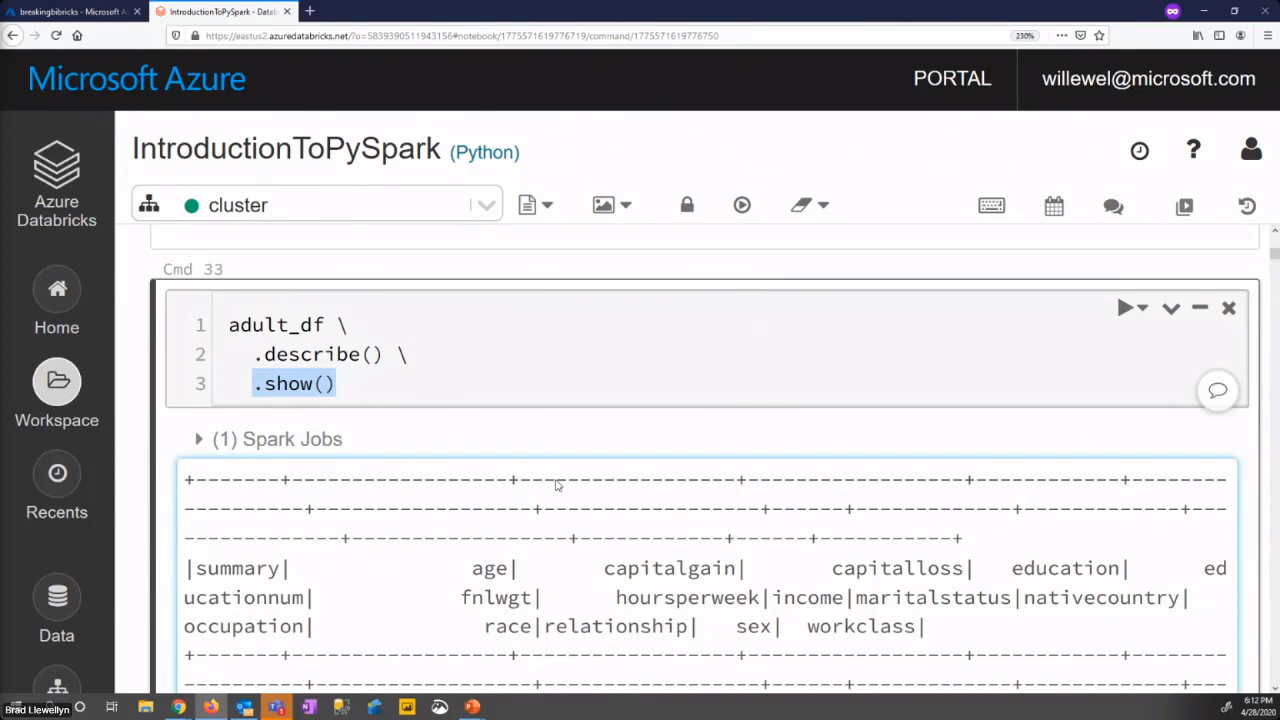 breakingbibricks - Microsoft A
IntroductionToPySpark - Datab
https://eastus2.azuredatabricks.net/?o=5839390511943156#notebook/1775561619776719/command/1775561619776750
230%
Microsoft Azure
PORTAL
willewel@microsoft.com
IntroductionToPySpark (Python)
Azure
Databricks
cluster
Home
Workspace
Recents
Data
Cmd 33
1 adult_df \
2 .describe() \
3 .show()
(1) Spark Jobs
+-------+------------------+------------------+------------------+------------+--------
----------+------------------+------------------+------+-------------+-------------+---
-------------+------------------+------------+------+-----------+
|summary| age| capitalgain| capitalloss| education| ed
ucationnum| fnlwgt| hoursperweek|income|maritalstatus|nativecountry|
occupation| race|relationship| sex| workclass|
+-------+------------------+------------------+------------------+------------+--------
----------+------------------+------------------+------+-------------+-------------+---
Brad Llewellyn
6:12 PM
4/28/2020